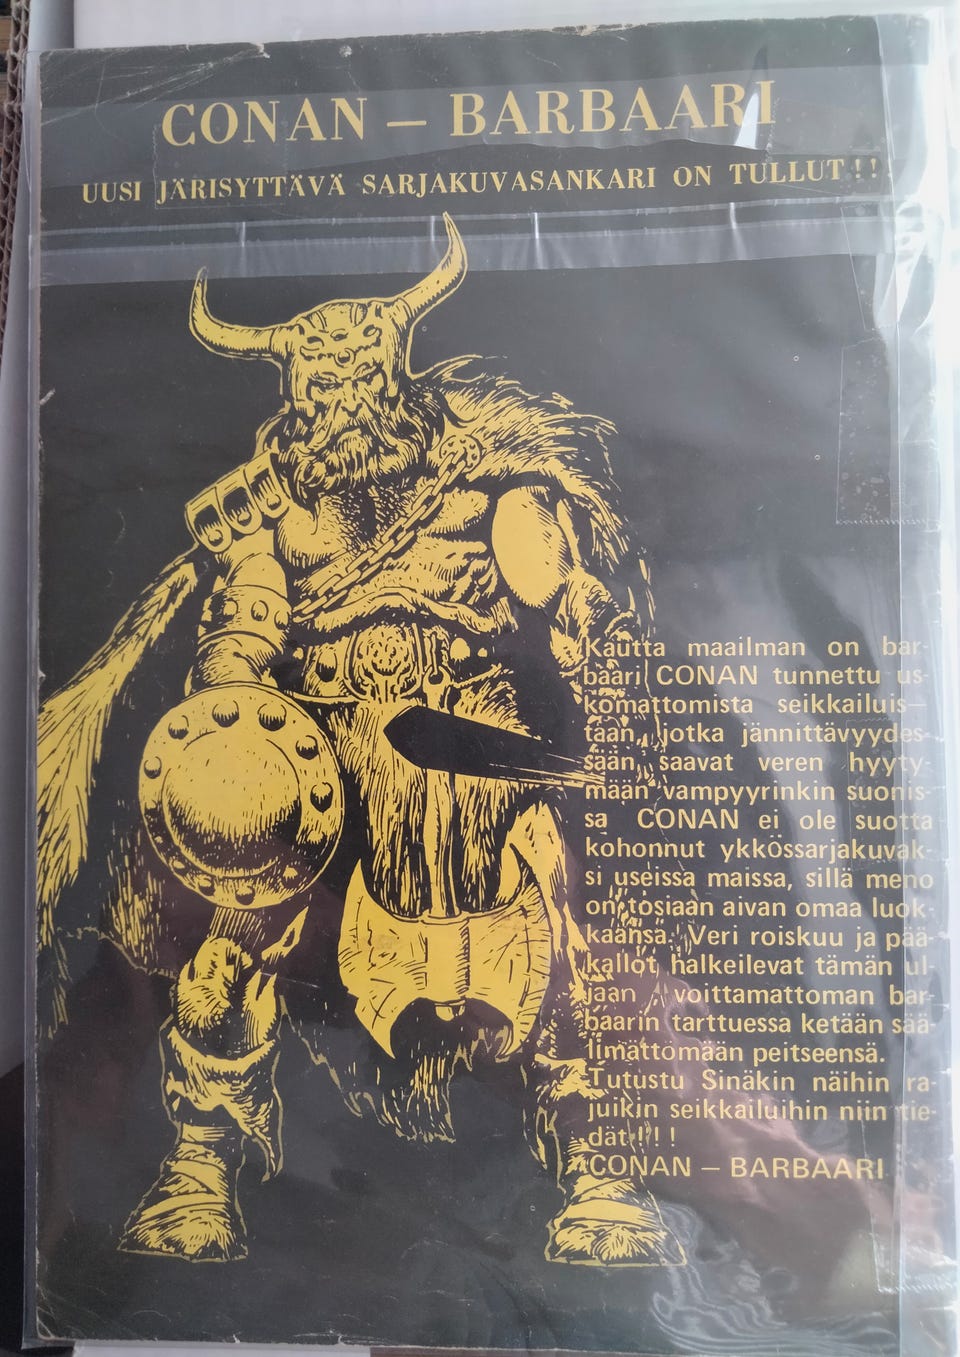 CONAN – BARBAARI
UUSI JÄRISYTTÄVÄ SARJAKUVASANKARI ON TULLUT!!
Kautta maailman on bar-
baari CONAN tunnettu us-
komattomista seikkailuis–
taan, jotka jännittävyydes-
sään saavat veren hyyty-
mään vampyyrinkin suonis-
sa CONAN ei ole suotta
kohonnut ykkössarjakuvak-
si useissa maissa, sillä meno
on tosiaan aivan omaa luok-
kaansa. Veri roiskuu ja pää-
kallot halkeilevat tämän ul-
jaan , voittamattoman bar-
baarin tarttuessa ketään sää-
limättömään peitseensä.
Tutustu Sinäkin näihin ra-
juikin seikkailuihin niin tie-
dät!!!
CONAN – BARBAARI